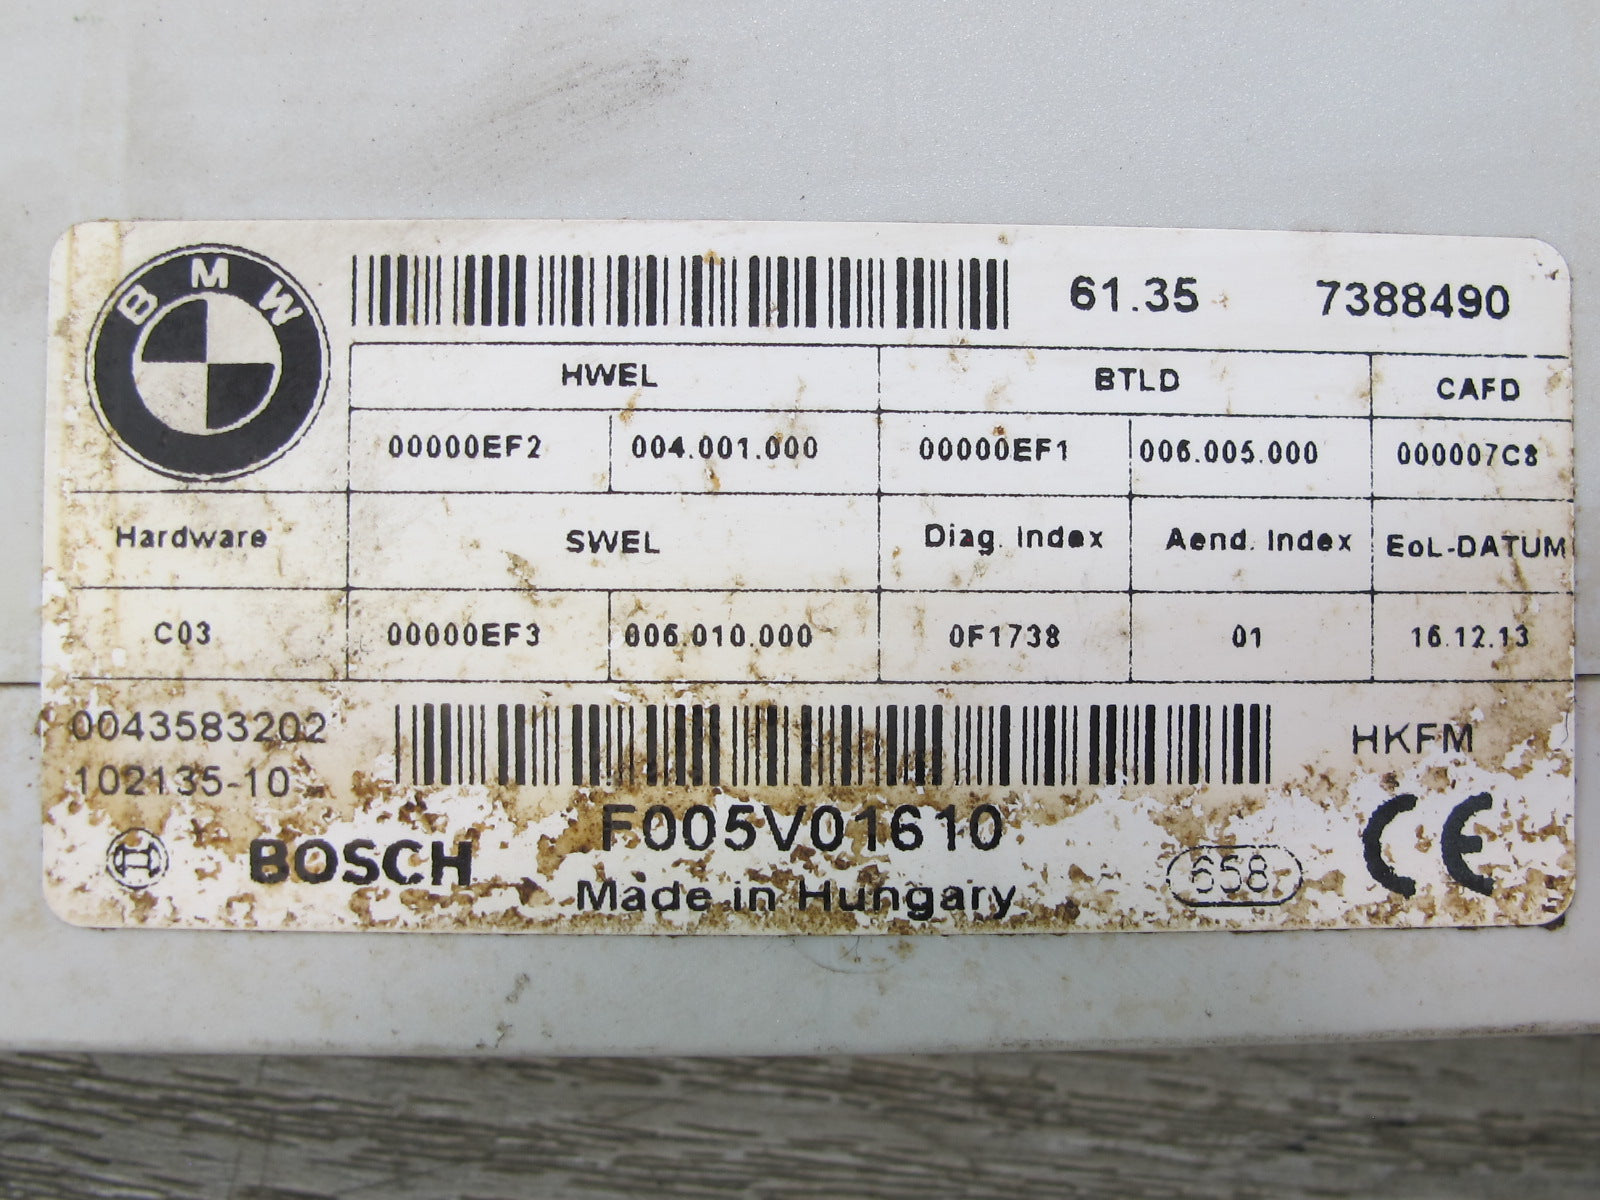 BMW
61.35 7388490
HWEL BTLD CAFD
00000EF2 004.001.000 00000EF1 006.005.000 000007C8
Hardware SWEL Diag. Index Aend. Index EoL-DATUM
C03 00000EF3 006.010.000 0F1738 01 16.12.13
0043583202 HKFM
102135-10
F005V01610
BOSCH Made in Hungary 658 CE